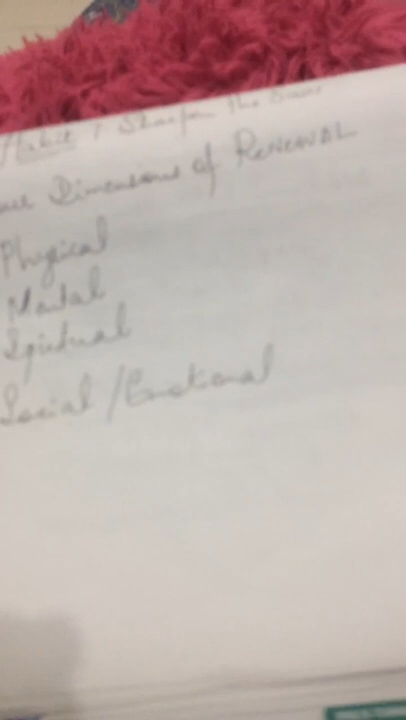 Habit 7 Sharpen the Saw
Dimensions of RENEWAL
Physical
Mental
Spiritual
Social / Emotional